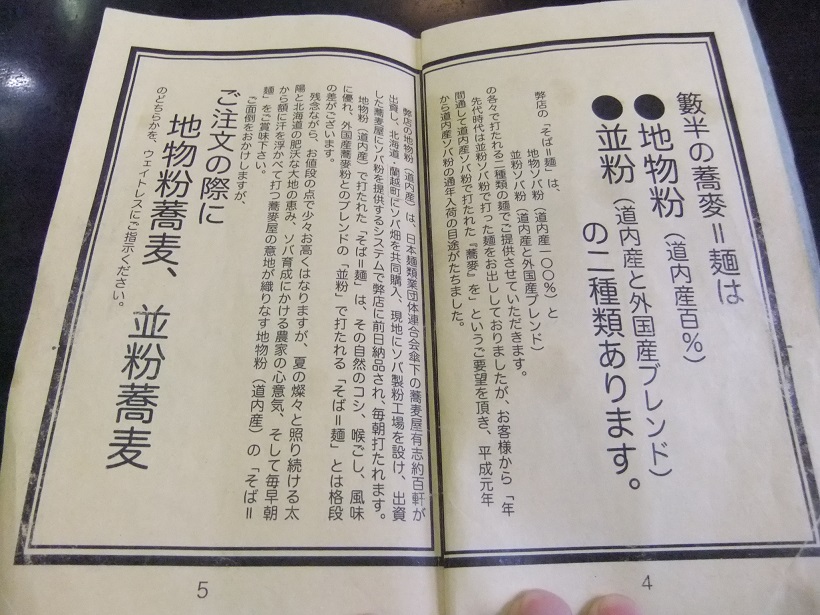 籔半の蕎麥＝麺は
●地物粉（道内産百%）
●並粉（道内産と外国産ブレンド）
の二種類あります。
弊店の「そば＝麺」は、
地物ソバ粉（道内産一〇〇%）と
並粉ソバ粉（道内産と外国産ブレンド）
の各々で打たれる二種類の麺でご提供させていただきます。
先代時代は並粉ソバ粉で打った麺をお出ししておりましたが、お客様から「年
間通して道内産ソバ粉で打たれた『蕎麥』を」というご要望を頂き、平成元年
から道内産ソバ粉の通年入荷の目途がたちました。
4
弊店の地物粉（道内産）は、日本麺類業団体連合会傘下の蕎麦屋有志約百軒が
出資し、北海道・蘭越町にソバ畑を共同購入、現地にソバ製粉工場を設け、出資
した蕎麦屋にソバ粉を提供するシステムで弊店に前日納品され、毎朝打たれます。
地物粉（道内産）で打たれた「そば＝麺」は、その自然のコシ、喉ごし、風味
に優れ、外国産蕎麥粉とのブレンドの「並粉」で打たれる「そば＝麺」とは格段
の差がございます。
残念ながら、お値段の点で少々お高くはなりますが、夏の燦々と照り続ける太
陽と北海道の肥沃な大地の恵み、ソバ育成にかける農家の心意気、そして毎早朝
から額に汗を浮かべて打つ蕎麦屋の意地が織りなす地物粉（道内産）の「そば＝
麺」をご賞味下さい。
ご面倒をおかけしますが、
ご注文の際に
地物粉蕎麦、並粉蕎麦
のどちらかを、ウェイトレスにご指示ください。
5